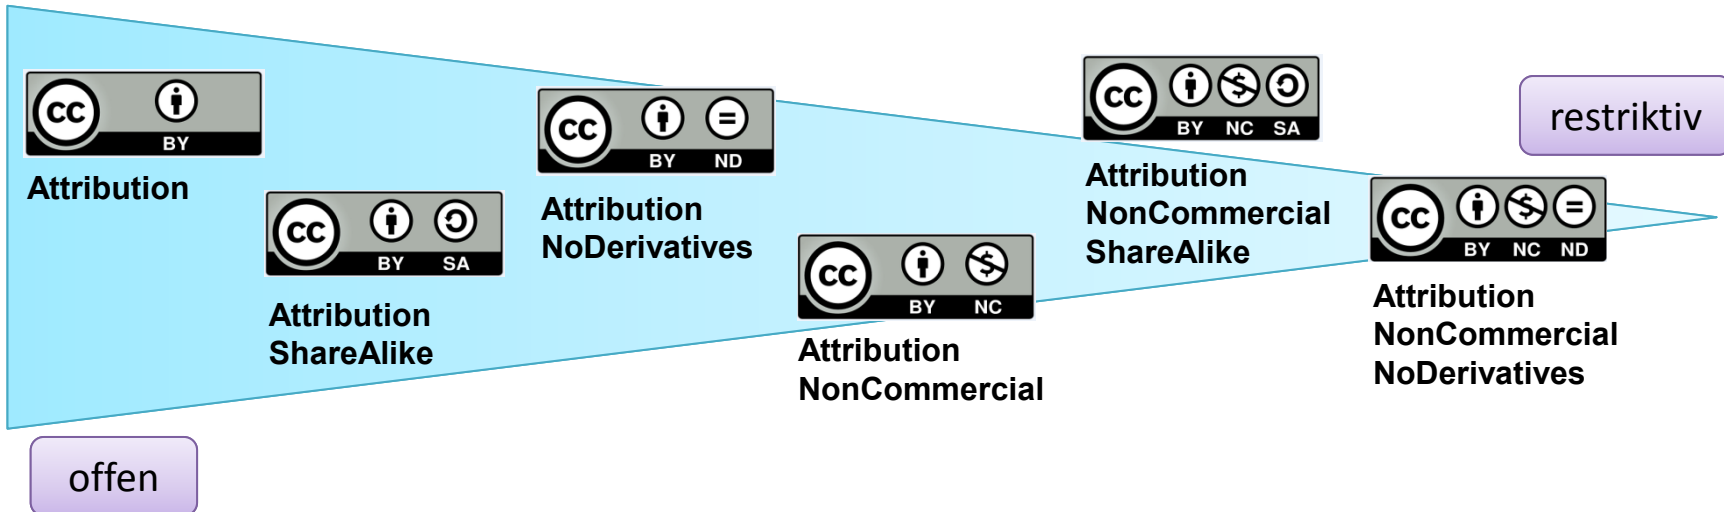 cc
BY
Attribution
cc
BY SA
Attribution
ShareAlike
cc
BY ND
Attribution
NoDerivatives
cc
BY NC
Attribution
NonCommercial
cc
BY NC SA
Attribution
NonCommercial
ShareAlike
restriktiv
cc
BY NC ND
Attribution
NonCommercial
NoDerivatives
offen